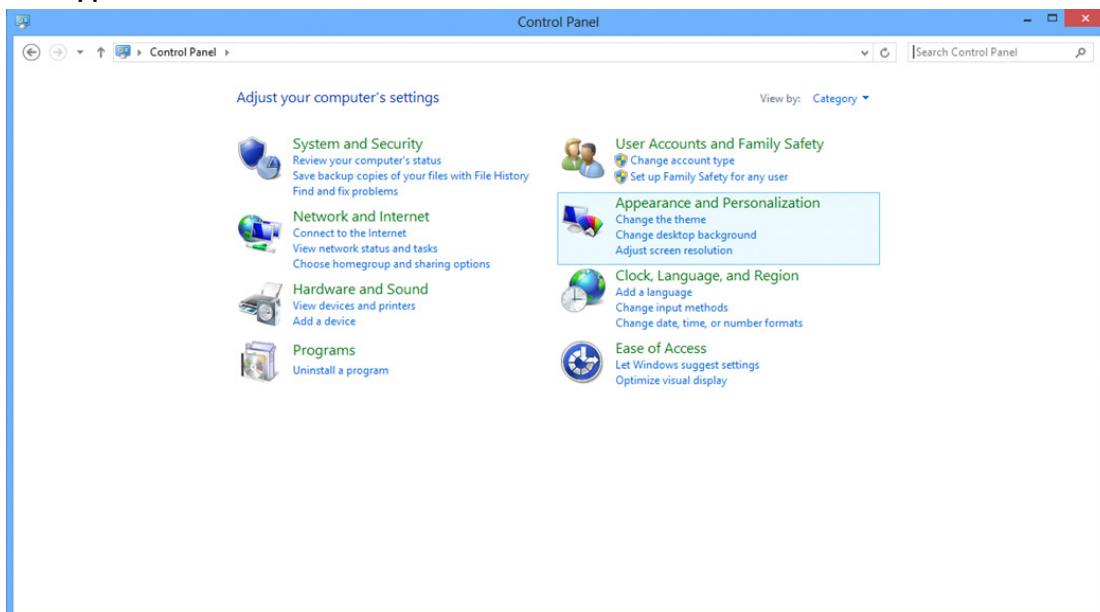 Control Panel
Control Panel
Search Control Panel
Adjust your computer's settings
View by: Category
System and Security
Review your computer's status
Save backup copies of your files with File History
Find and fix problems
Network and Internet
Connect to the Internet
View network status and tasks
Choose homegroup and sharing options
Hardware and Sound
View devices and printers
Add a device
Programs
Uninstall a program
User Accounts and Family Safety
Change account type
Set up Family Safety for any user
Appearance and Personalization
Change the theme
Change desktop background
Adjust screen resolution
Clock, Language, and Region
Add a language
Change input methods
Change date, time, or number formats
Ease of Access
Let Windows suggest settings
Optimize visual display